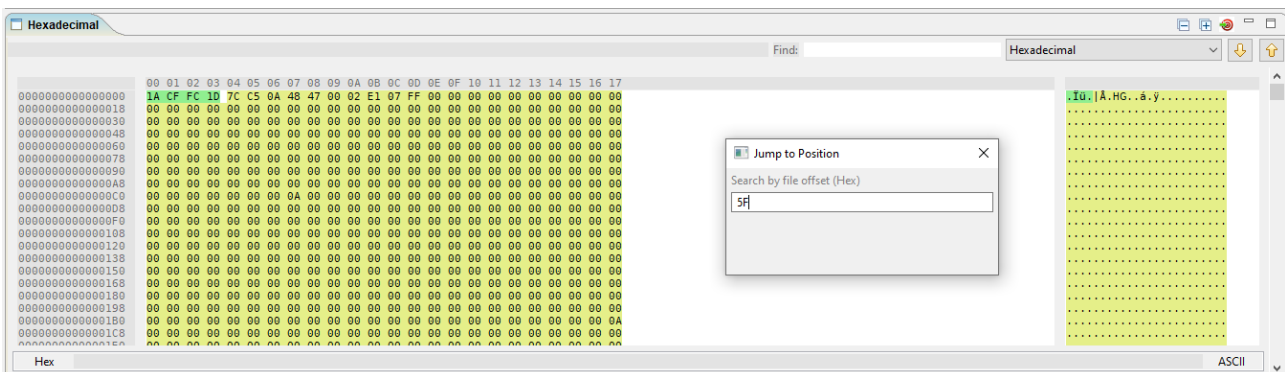 Hexadecimal
Find:
Hexadecimal
00 01 02 03 04 05 06 07 08 09 0A 0B 0C 0D 0E 0F 10 11 12 13 14 15 16 17
0000000000000000 1A CF FC 1D 7C C5 0A 48 47 00 02 E1 07 FF 00 00 00 00 00 00 00 00 00 00 .Ïü.|Å.HG..á.ÿ..........
0000000000000018 00 00 00 00 00 00 00 00 00 00 00 00 00 00 00 00 00 00 00 00 00 00 00 00 ........................
0000000000000030 00 00 00 00 00 00 00 00 00 00 00 00 00 00 00 00 00 00 00 00 00 00 00 00 ........................
0000000000000048 00 00 00 00 00 00 00 00 00 00 00 00 00 00 00 00 00 00 00 00 00 00 00 00 ........................
0000000000000060 00 00 00 00 00 00 00 00 00 00 00 00 00 00 00 00 00 00 00 00 00 00 00 00 ........................
0000000000000078 00 00 00 00 00 00 00 00 00 00 00 00 00 00 00 00 00 00 00 00 00 00 00 00 ........................
Jump to Position
0000000000000090 00 00 00 00 00 00 00 00 00 00 00 00 00 00 00 00 00 00 00 00 00 00 00 00 ........................
00000000000000A8 00 00 00 00 00 00 00 00 00 00 00 00 00 00 00 00 00 00 00 00 00 00 00 00 ........................
Search by file offset (Hex)
00000000000000C0 00 00 00 00 00 00 00 0A 00 00 00 00 00 00 00 00 00 00 00 00 00 00 00 00 ........................
5F
00000000000000D8 00 00 00 00 00 00 00 00 00 00 00 00 00 00 00 00 00 00 00 00 00 00 00 00 ........................
00000000000000F0 00 00 00 00 00 00 00 00 00 00 00 00 00 00 00 00 00 00 00 00 00 00 00 00 ........................
0000000000000108 00 00 00 00 00 00 00 00 00 00 00 00 00 00 00 00 00 00 00 00 00 00 00 00 ........................
0000000000000120 00 00 00 00 00 00 00 00 00 00 00 00 00 00 00 00 00 00 00 00 00 00 00 00 ........................
0000000000000138 00 00 00 00 00 00 00 00 00 00 00 00 00 00 00 00 00 00 00 00 00 00 00 00 ........................
0000000000000150 00 00 00 00 00 00 00 00 00 00 00 00 00 00 00 00 00 00 00 00 00 00 00 00 ........................
0000000000000168 00 00 00 00 00 00 00 00 00 00 00 00 00 00 00 00 00 00 00 00 00 00 00 00 ........................
0000000000000180 00 00 00 00 00 00 00 00 00 00 00 00 00 00 00 00 00 00 00 00 00 00 00 00 ........................
0000000000000198 00 00 00 00 00 00 00 00 00 00 00 00 00 00 00 00 00 00 00 00 00 00 00 00 ........................
00000000000001B0 00 00 00 00 00 00 00 00 00 00 00 00 00 00 00 00 00 00 00 00 00 00 00 0A ........................
00000000000001C8 00 00 00 00 00 00 00 00 00 00 00 00 00 00 00 00 00 00 00 00 00 00 00 00 ........................
Hex ASCII